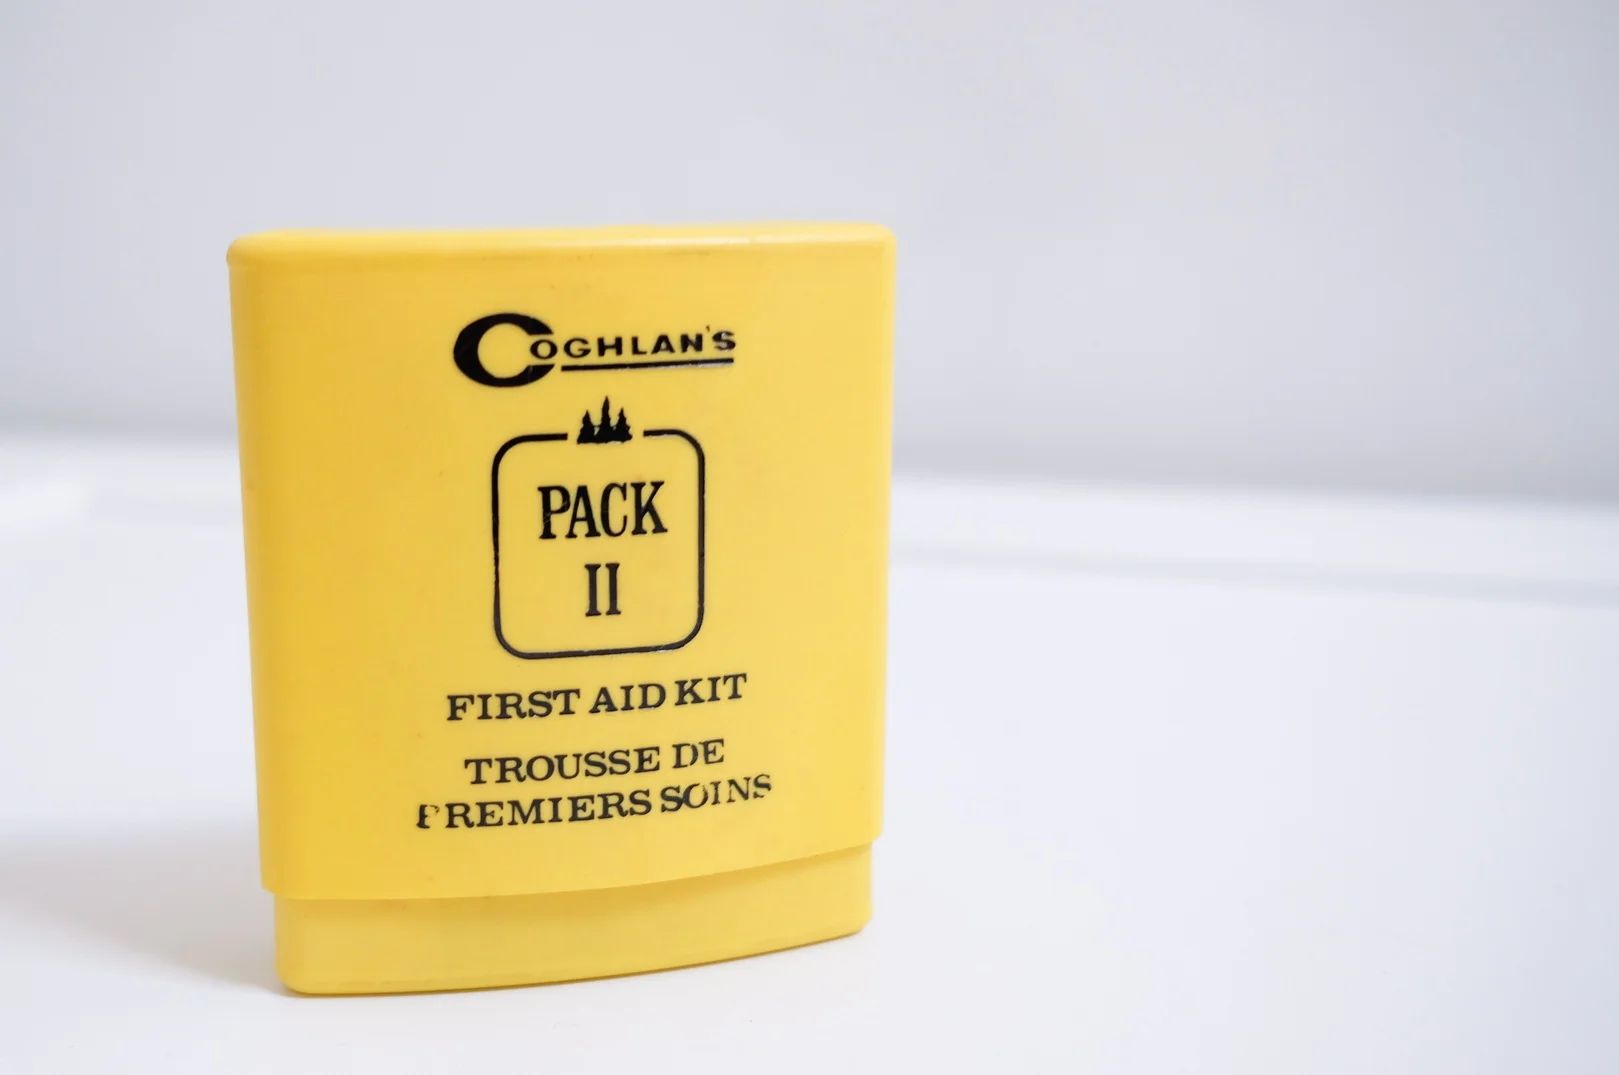 COGHLAN'S
PACK
II
FIRST AID KIT
TROUSSE DE
PREMIERS SOINS